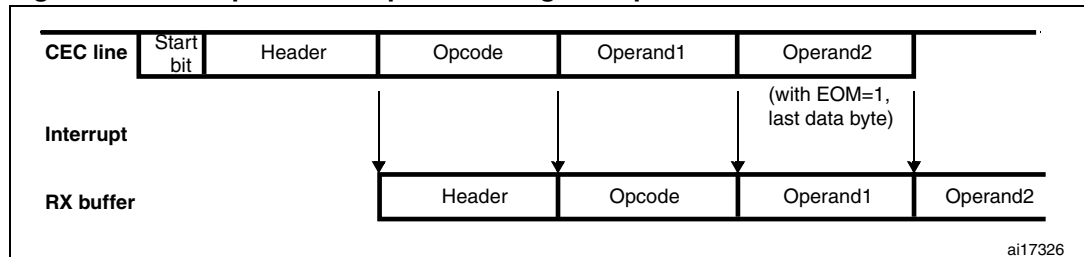 CEC line
Start bit
Header
Opcode
Operand1
Operand2
(with EOM=1,
last data byte)
Interrupt
RX buffer
Header
Opcode
Operand1
Operand2
ai17326